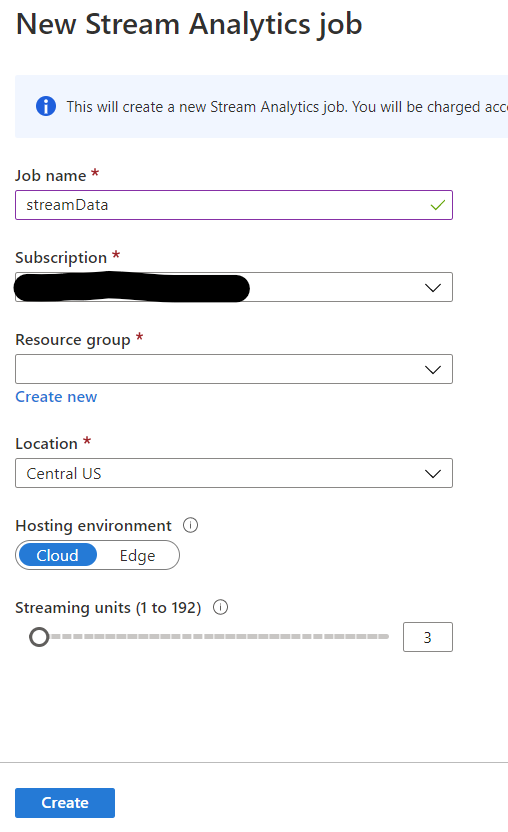 New Stream Analytics job
This will create a new Stream Analytics job. You will be charged acc
Job name *
streamData
Subscription *
Resource group *
Create new
Location *
Central US
Hosting environment
Cloud Edge
Streaming units (1 to 192)
3
Create